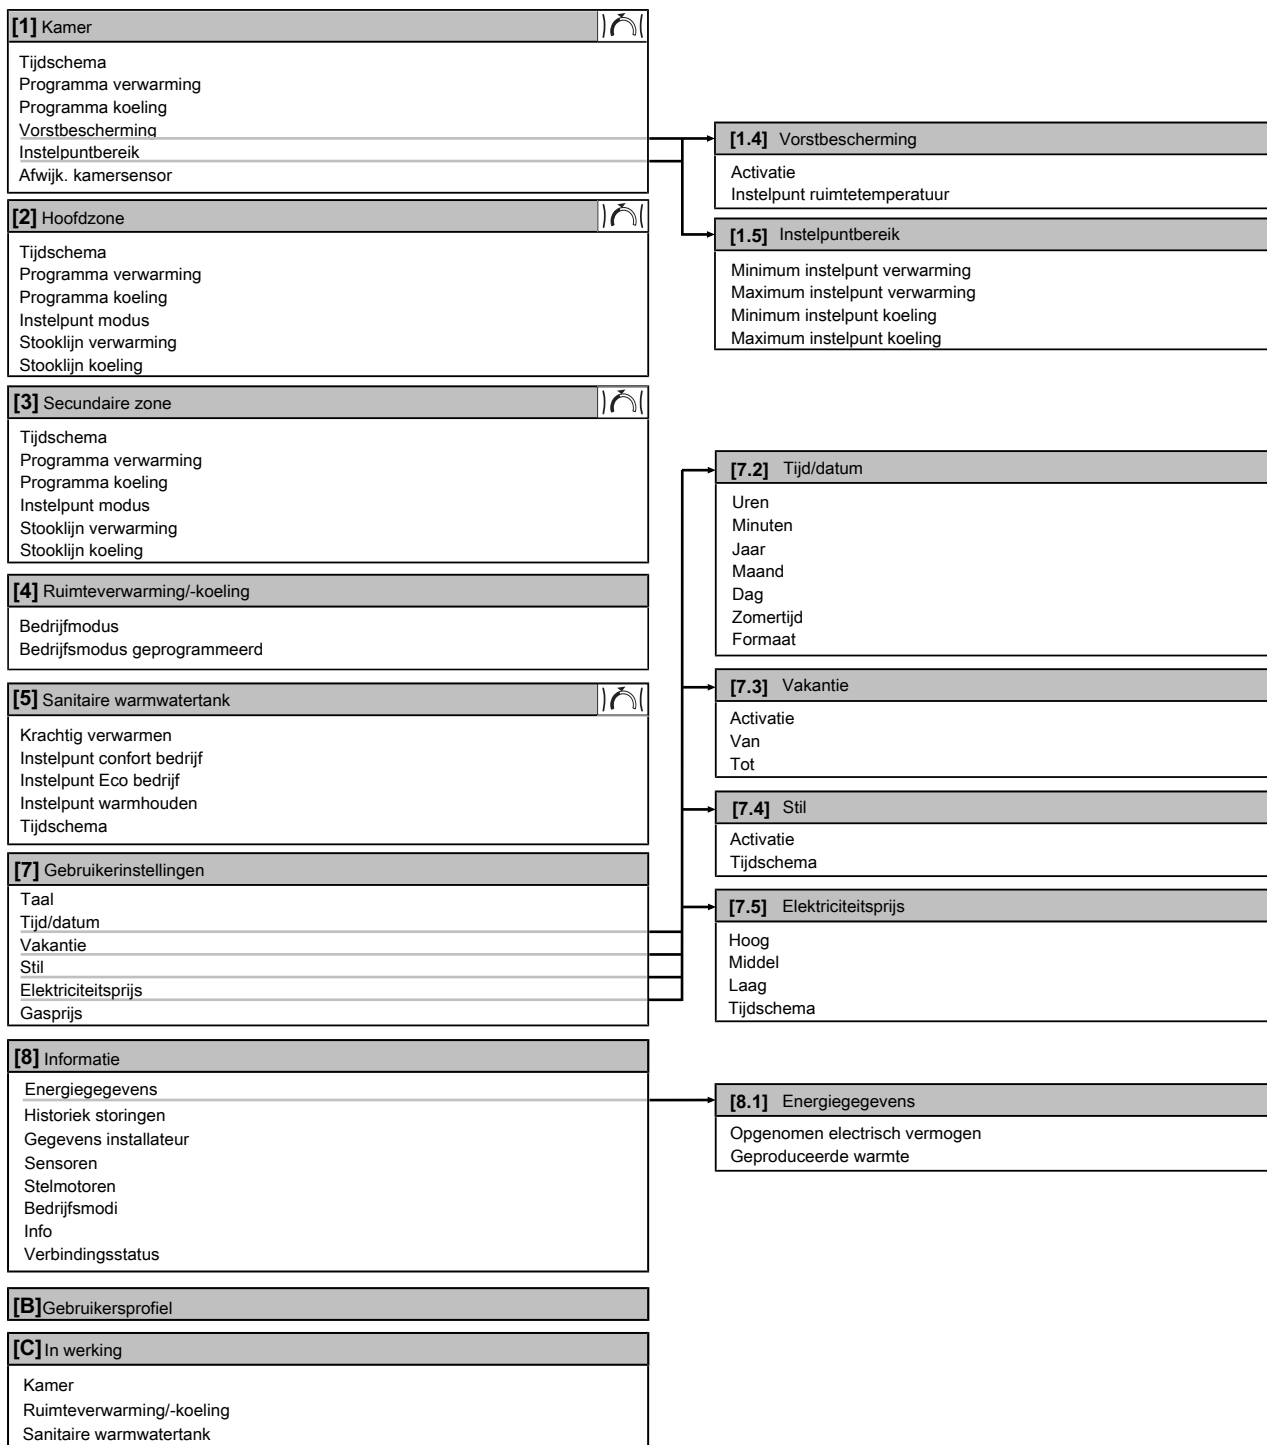 [1] Kamer
Tijdschema
Programma verwarming
Programma koeling
Vorstbescherming
Instelpuntbereik
Afwijk. kamersensor
[1.4] Vorstbescherming
Activatie
Instelpunt ruimtetemperatuur
[1.5] Instelpuntbereik
Minimum instelpunt verwarming
Maximum instelpunt verwarming
Minimum instelpunt koeling
Maximum instelpunt koeling
[2] Hoofdzone
Tijdschema
Programma verwarming
Programma koeling
Instelpunt modus
Stooklijn verwarming
Stooklijn koeling
[3] Secundaire zone
Tijdschema
Programma verwarming
Programma koeling
Instelpunt modus
Stooklijn verwarming
Stooklijn koeling
[4] Ruimteverwarming/-koeling
Bedrijfmodus
Bedrijfsmodus geprogrammeerd
[5] Sanitaire warmwatertank
Krachtig verwarmen
Instelpunt confort bedrijf
Instelpunt Eco bedrijf
Instelpunt warmhouden
Tijdschema
[7] Gebruikerinstellingen
Taal
Tijd/datum
Vakantie
Stil
Elektriciteitsprijs
Gasprijs
[7.2] Tijd/datum
Uren
Minuten
Jaar
Maand
Dag
Zomertijd
Formaat
[7.3] Vakantie
Activatie
Van
Tot
[7.4] Stil
Activatie
Tijdschema
[7.5] Elektriciteitsprijs
Hoog
Middel
Laag
Tijdschema
[8] Informatie
Energiegegevens
Historiek storingen
Gegevens installateur
Sensoren
Stelmotoren
Bedrijfsmodi
Info
Verbindingsstatus
[8.1] Energiegegevens
Opgenomen electrisch vermogen
Geproduceerde warmte
[B] Gebruikersprofiel
[C] In werking
Kamer
Ruimteverwarming/-koeling
Sanitaire warmwatertank